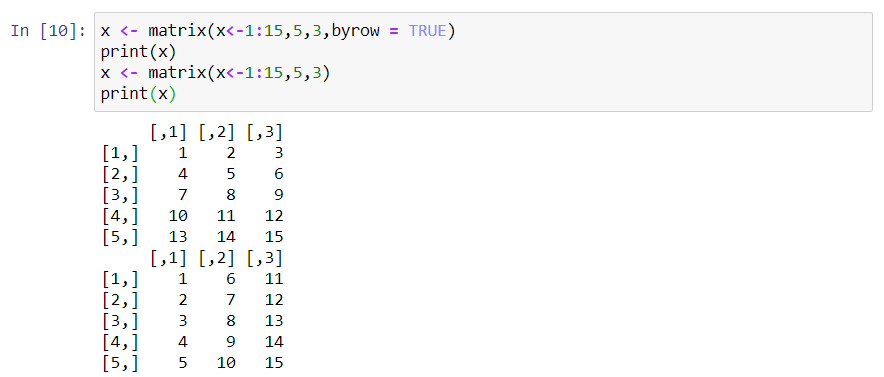 In [10]: x <- matrix(x<-1:15,5,3,byrow = TRUE)
print(x)
x <- matrix(x<-1:15,5,3)
print(x)
[,1] [,2] [,3]
[1,] 1 2 3
[2,] 4 5 6
[3,] 7 8 9
[4,] 10 11 12
[5,] 13 14 15
[,1] [,2] [,3]
[1,] 1 6 11
[2,] 2 7 12
[3,] 3 8 13
[4,] 4 9 14
[5,] 5 10 15